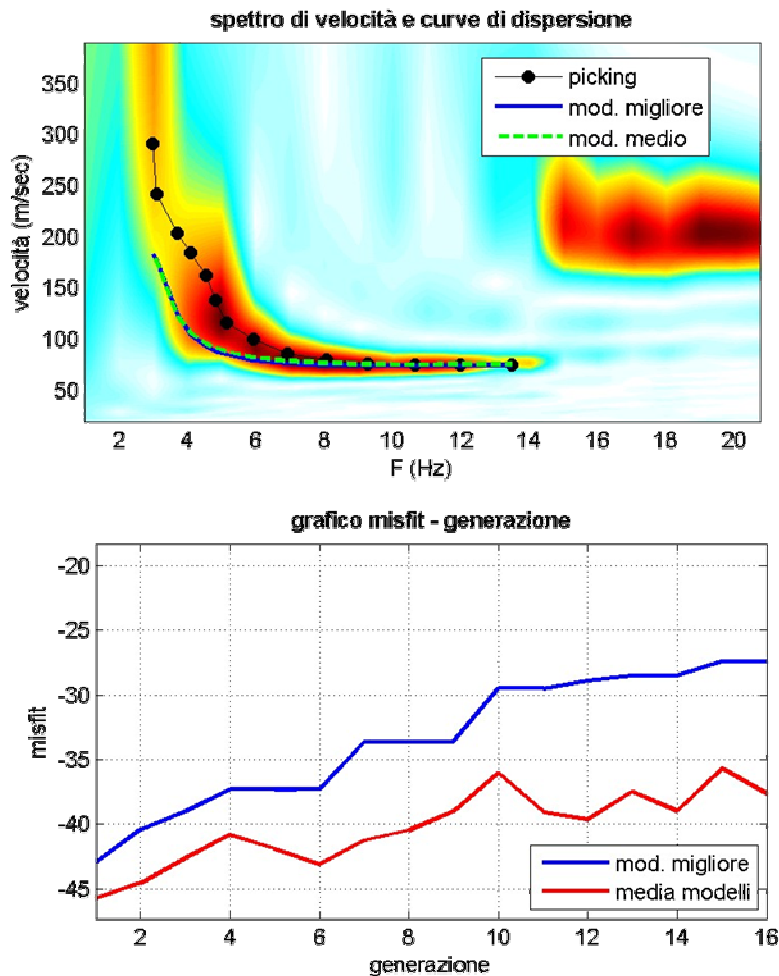 spettro di velocità e curve di dispersione
350
300
250
200
150
100
50
velocità (m/sec)
picking
mod. migliore
mod. medio
2 4 6 8 10 12 14 16 18 20
F (Hz)
grafico misfit - generazione
-20
-25
-30
-35
-40
-45
misfit
mod. migliore
media modelli
2 4 6 8 10 12 14 16
generazione